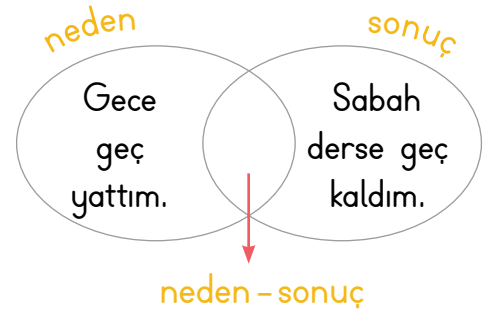 neden
sonuç
Gece
geç
yattım.
Sabah
derse geç
kaldım.
neden – sonuç